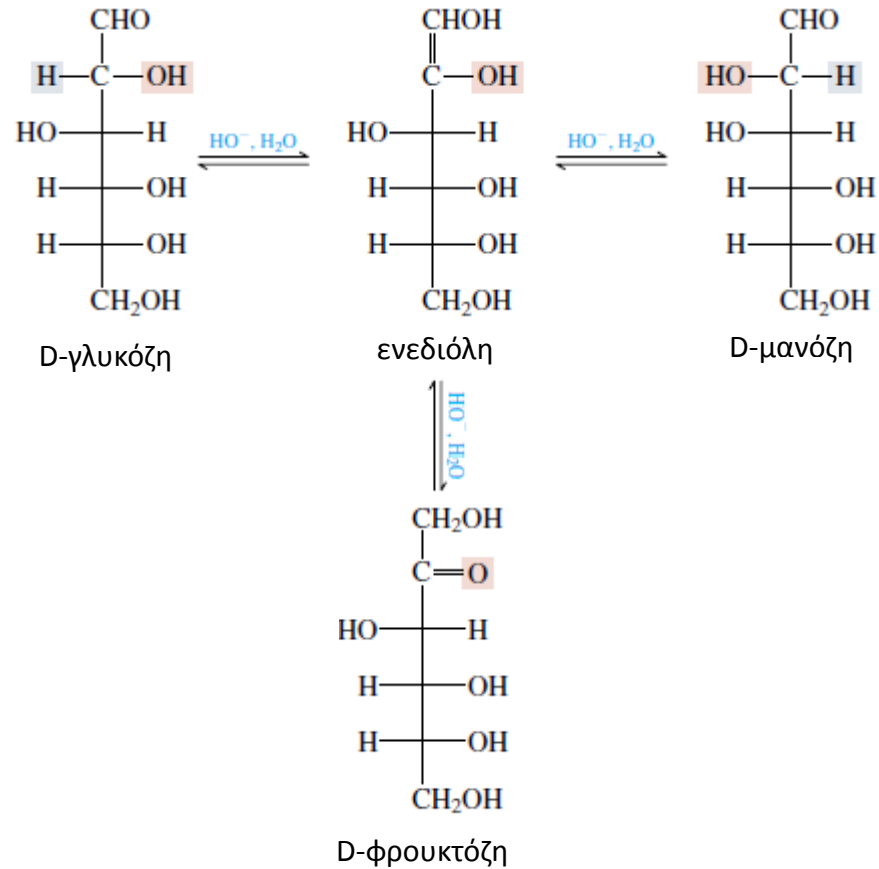 CHO CHOH CHO
H C OH C OH HO C H
HO H HO⁻, H₂O HO H HO⁻, H₂O HO H
H OH H OH H OH
H OH H OH H OH
CH₂OH CH₂OH CH₂OH
D-γλυκόζη ενεδιόλη D-μανόζη
HO⁻, H₂O
CH₂OH
C O
HO H
H OH
H OH
CH₂OH
D-φρουκτόζη